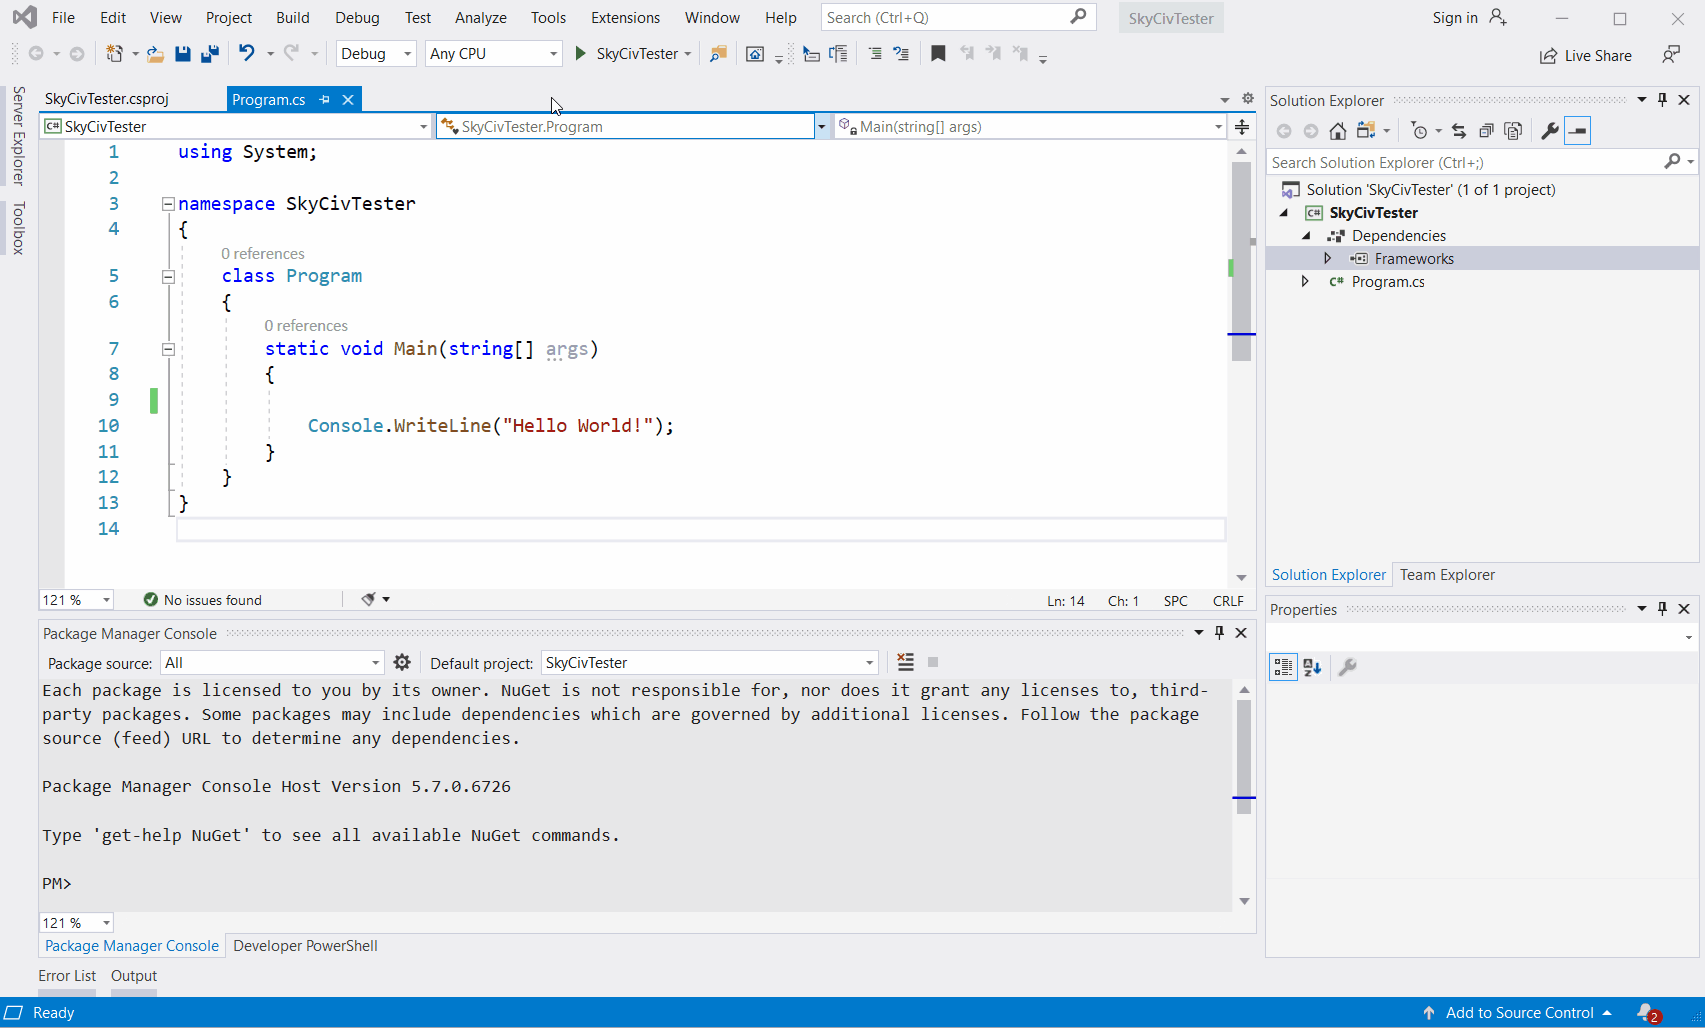 File Edit View Project Build Debug Test Analyze Tools Extensions Window Help Search (Ctrl+Q) SkyCivTester Sign in
Debug Any CPU SkyCivTester Live Share
Server Explorer
Toolbox
SkyCivTester.csproj Program.cs
C# SkyCivTester SkyCivTester.Program Main(string[] args)
1 using System;
2
3 namespace SkyCivTester
4 {
0 references
5 class Program
6 {
0 references
7 static void Main(string[] args)
8 {
9
10 Console.WriteLine("Hello World!");
11 }
12 }
13 }
14
121 % No issues found Ln: 14 Ch: 1 SPC CRLF
Package Manager Console
Package source: All Default project: SkyCivTester
Each package is licensed to you by its owner. NuGet is not responsible for, nor does it grant any licenses to, third-
party packages. Some packages may include dependencies which are governed by additional licenses. Follow the package
source (feed) URL to determine any dependencies.
Package Manager Console Host Version 5.7.0.6726
Type 'get-help NuGet' to see all available NuGet commands.
PM>
121 %
Package Manager Console Developer PowerShell
Error List Output
Solution Explorer
Search Solution Explorer (Ctrl+;)
Solution 'SkyCivTester' (1 of 1 project)
C# SkyCivTester
Dependencies
Frameworks
C# Program.cs
Solution Explorer Team Explorer
Properties
Ready Add to Source Control 2